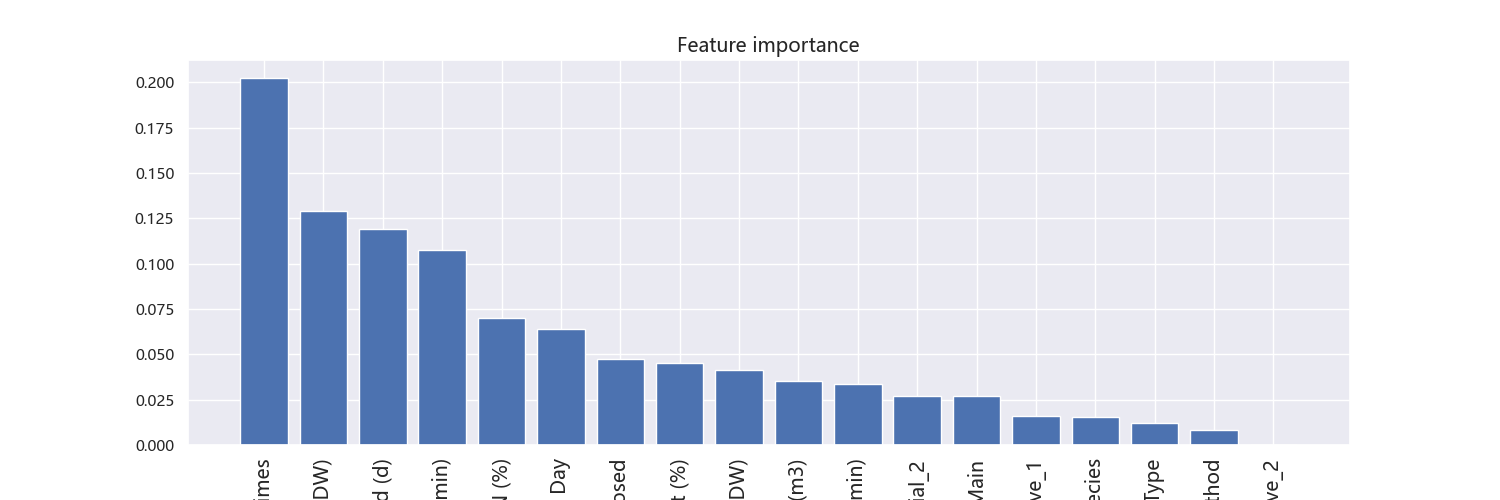 Feature importance
0.200
0.175
0.150
0.125
0.100
0.075
0.050
0.025
0.000
imes
DW)
d (d)
min)
(%)
Day
osed
t (%)
DW)
(m3)
min)
ial_2
Main
ve_1
ecies
Type
thod
ve_2